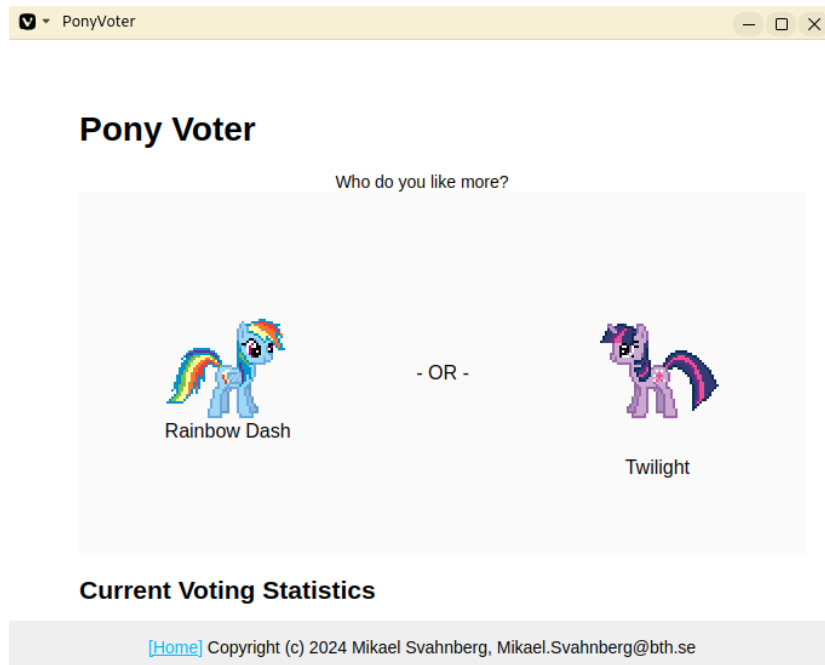 PonyVoter
Pony Voter
Who do you like more?
- OR -
Rainbow Dash
Twilight
Current Voting Statistics
[Home] Copyright (c) 2024 Mikael Svahnberg, Mikael.Svahnberg@bth.se